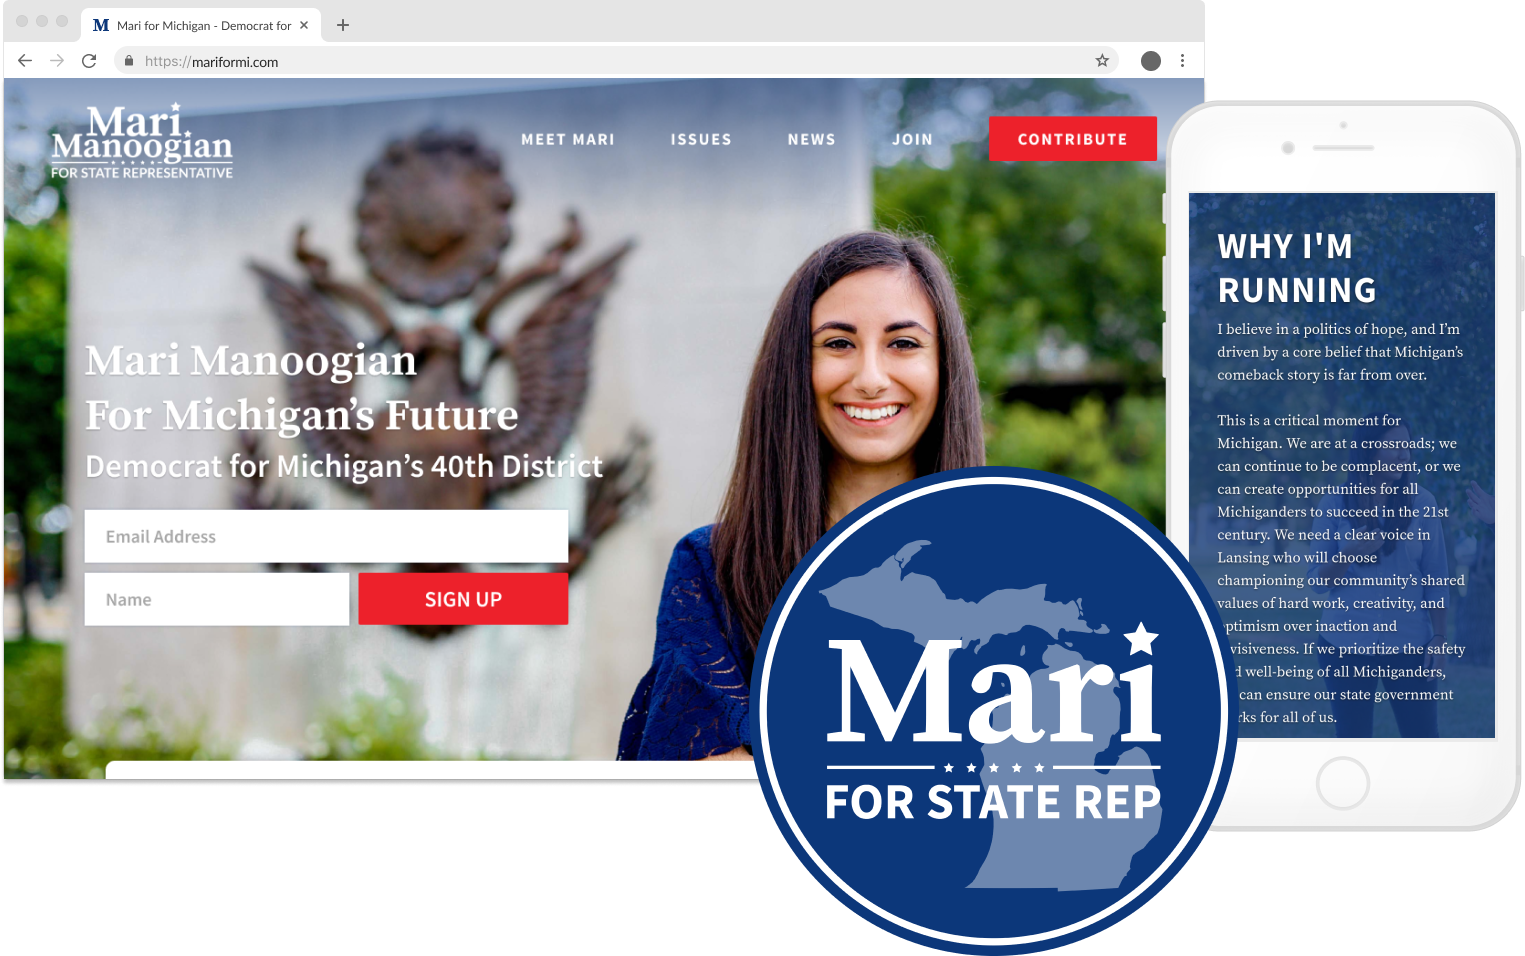 M Mari for Michigan - Democrat for
https://mariformi.com
Mari
Manoogian
FOR STATE REPRESENTATIVE
MEET MARI
ISSUES
NEWS
JOIN
CONTRIBUTE
Mari Manoogian
For Michigan’s Future
Democrat for Michigan’s 40th District
Email Address
Name
SIGN UP
Mari
FOR STATE REP
WHY I'M
RUNNING
I believe in a politics of hope, and I’m
driven by a core belief that Michigan’s
comeback story is far from over.
This is a critical moment for
Michigan. We are at a crossroads; we
can continue to be complacent, or we
can create opportunities for all
Michiganders to succeed in the 21st
century. We need a clear voice in
Lansing who will choose
championing our community’s shared
values of hard work, creativity, and
optimism over inaction and
visiveness. If we prioritize the safety
d well-being of all Michiganders,
can ensure our state government
rks for all of us.